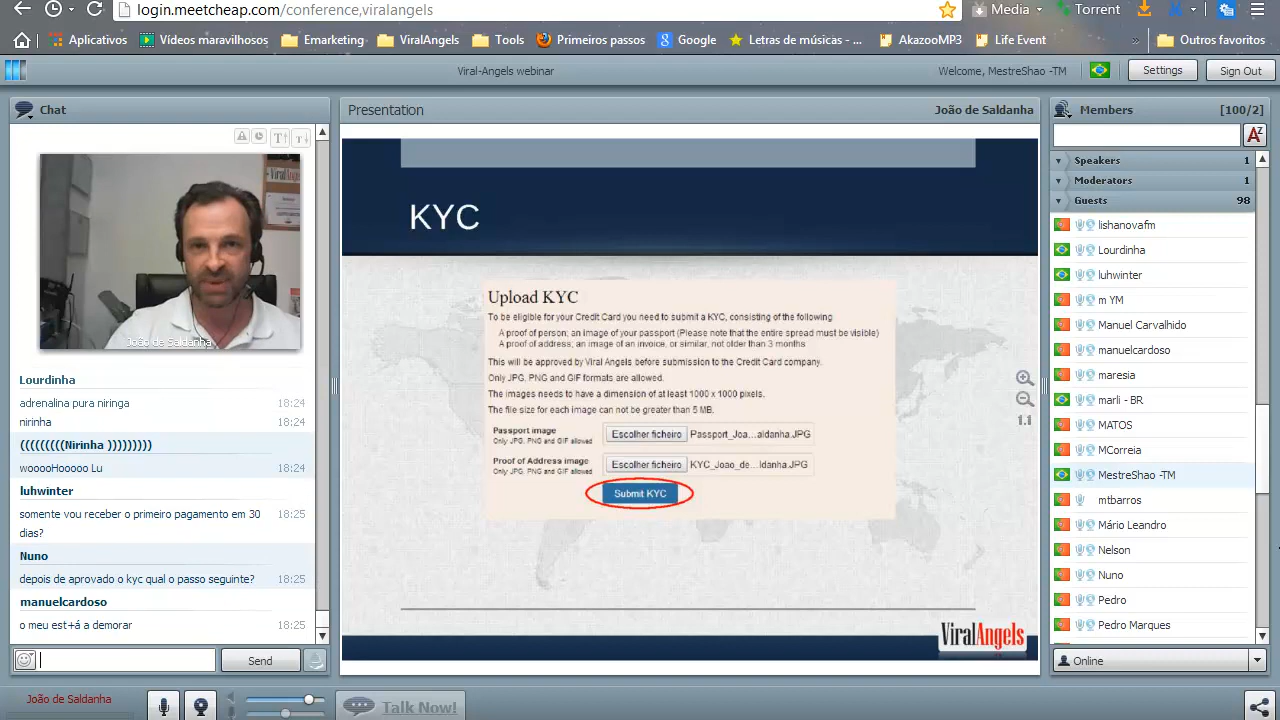 login.meetcheap.com/conference,viralangels
Media
Torrent
Aplicativos
Vídeos maravilhosos
Emarketing
ViralAngels
Tools
Primeiros passos
Google
Letras de músicas - ...
AkazooMP3
Life Event
»
Outros favoritos
Viral-Angels webinar
Welcome, MestreShao -TM
Settings
Sign Out
Chat
João de Saldanha
Lourdinha
adrenalina pura niringa 18:24
nirinha 18:24
(((((((((Nirinha )))))))))
woooHooooo Lu 18:24
luhwinter
somente vou receber o primeiro pagamento em 30 18:25
dias?
Nuno
depois de aprovado o kyc qual o passo seguinte? 18:25
manuelcardoso
o meu est+á a demorar 18:25
Send
João de Saldanha
Talk Now!
Presentation
João de Saldanha
KYC
Upload KYC
To be eligible for your Credit Card you need to submit a KYC, consisting of the following
A proof of person; an image of your passport (Please note that the entire spread must be visible)
A proof of address; an image of an invoice, or similar, not older than 3 months
This will be approved by Viral Angels before submission to the Credit Card company.
Only JPG, PNG and GIF formats are allowed.
The images needs to have a dimension of at least 1000 x 1000 pixels.
The file size for each image can not be greater than 5 MB.
Passport image
Only JPG, PNG and GIF allowed
Escolher ficheiro Passport_Joa...aldanha.JPG
Proof of Address image
Only JPG, PNG and GIF allowed
Escolher ficheiro KYC_Joao_de...ldanha.JPG
Submit KYC
ViralAngels
1.1
Members [100/2]
Speakers 1
Moderators 1
Guests 98
lishanovafm
Lourdinha
luhwinter
m YM
Manuel Carvalhido
manuelcardoso
maresia
marli - BR
MATOS
MCorreia
MestreShao -TM
mtbarros
Mário Leandro
Nelson
Nuno
Pedro
Pedro Marques
Online